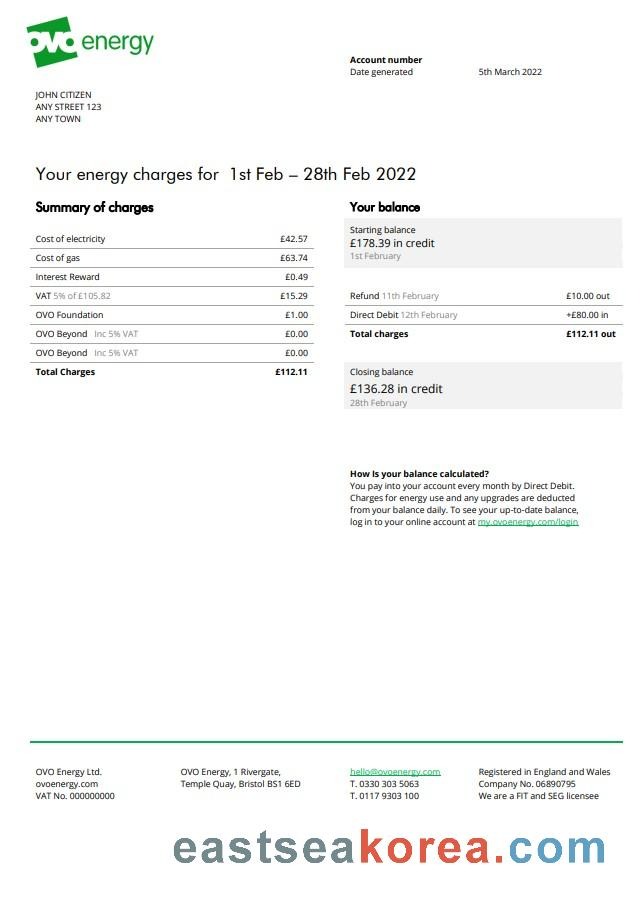 ovo energy
Account number
Date generated 5th March 2022
JOHN CITIZEN
ANY STREET 123
ANY TOWN
Your energy charges for 1st Feb – 28th Feb 2022
Summary of charges
Cost of electricity £42.57
Cost of gas £63.74
Interest Reward £0.49
VAT 5% of £105.82 £15.29
OVO Foundation £1.00
OVO Beyond Inc 5% VAT £0.00
OVO Beyond Inc 5% VAT £0.00
Total Charges £112.11
Your balance
Starting balance
£178.39 in credit
1st February
Refund 11th February £10.00 out
Direct Debit 12th February +£80.00 in
Total charges £112.11 out
Closing balance
£136.28 in credit
28th February
How Is your balance calculated?
You pay into your account every month by Direct Debit.
Charges for energy use and any upgrades are deducted
from your balance daily. To see your up-to-date balance,
log in to your online account at my.ovoenergy.com/login
OVO Energy Ltd.
ovoenergy.com
VAT No. 000000000
OVO Energy, 1 Rivergate,
Temple Quay, Bristol BS1 6ED
hello@ovoenergy.com
T. 0330 303 5063
T. 0117 9303 100
Registered in England and Wales
Company No. 06890795
We are a FIT and SEG licensee
eastseakorea.com